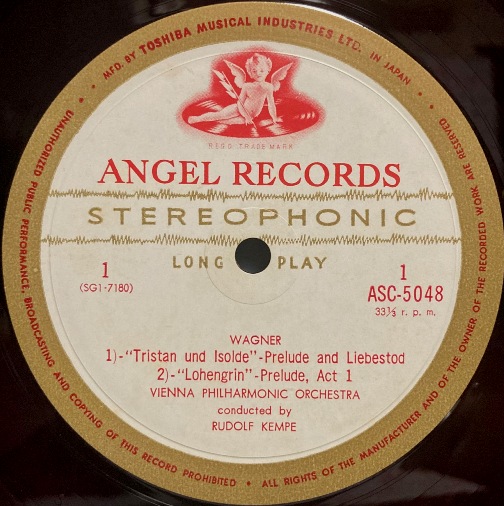 MFD. BY TOSHIBA MUSICAL INDUSTRIES LTD. IN JAPAN
REGD. TRADE MARK
ANGEL RECORDS
STEREOPHONIC
LONG PLAY
1
(SG1-7180)
1
ASC-5048
33⅓ r. p. m.
WAGNER
1)-“Tristan und Isolde”-Prelude and Liebestod
2)-“Lohengrin”-Prelude, Act 1
VIENNA PHILHARMONIC ORCHESTRA
conducted by
RUDOLF KEMPE
UNAUTHORIZED PUBLIC PERFORMANCE, BROADCASTING AND COPYING OF THIS RECORD PROHIBITED • ALL RIGHTS OF THE MANUFACTURER AND OF THE OWNER OF THE RECORDED WORK ARE RESERVED